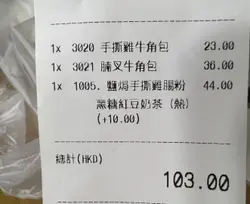 1x 3020 手撕雞牛角包 23.00
1x 3021 腩叉牛角包 36.00
1x 1005. 鹽焗手撕雞腸粉 44.00
黑糖紅豆奶茶 (熱)
(+10.00)
總計(HKD)
103.00